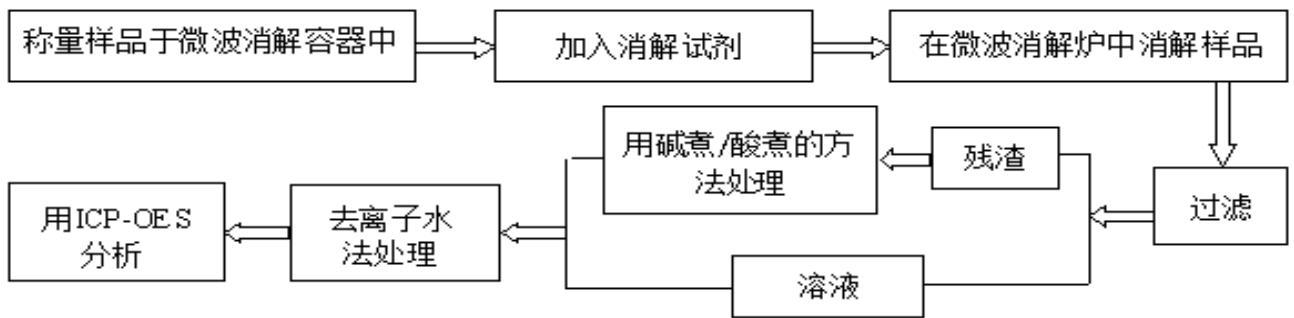 称量样品于微波消解容器中
加入消解试剂
在微波消解炉中消解样品
过滤
残渣
用碱煮/酸煮的方
法处理
溶液
去离子水
法处理
用ICP-OES
分析